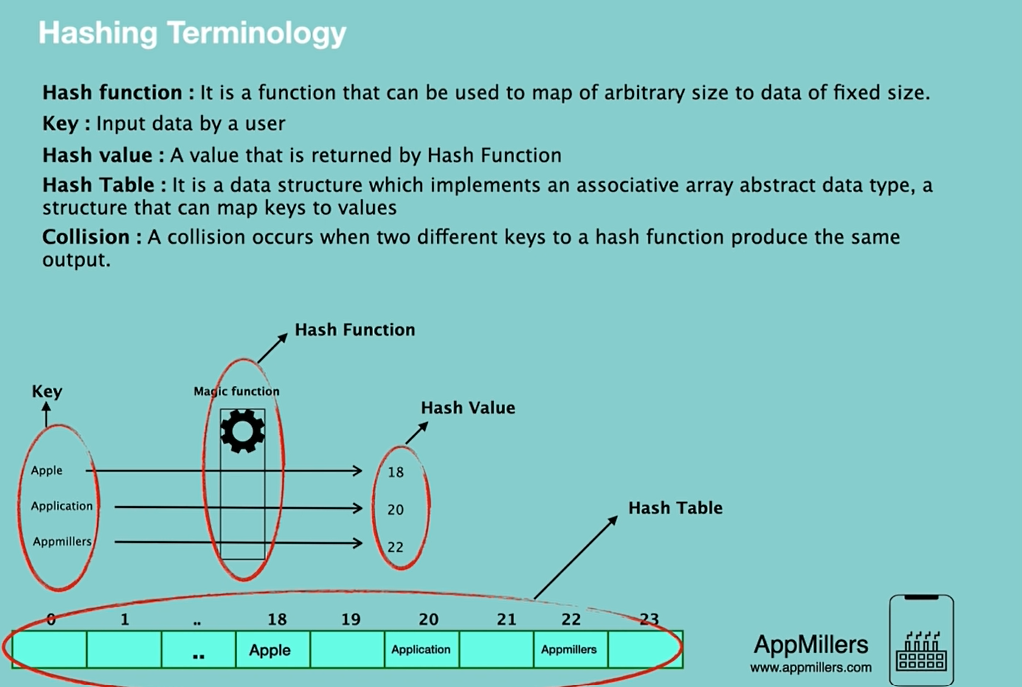 Hashing Terminology
Hash function : It is a function that can be used to map of arbitrary size to data of fixed size.
Key : Input data by a user
Hash value : A value that is returned by Hash Function
Hash Table : It is a data structure which implements an associative array abstract data type, a
structure that can map keys to values
Collision : A collision occurs when two different keys to a hash function produce the same
output.
Hash Function
Key
Magic function
Hash Value
Apple
18
Application
20
Appmillers
22
Hash Table
0 1 .. 18 19 20 21 22 23
.. Apple Application Appmillers
AppMillers
www.appmillers.com